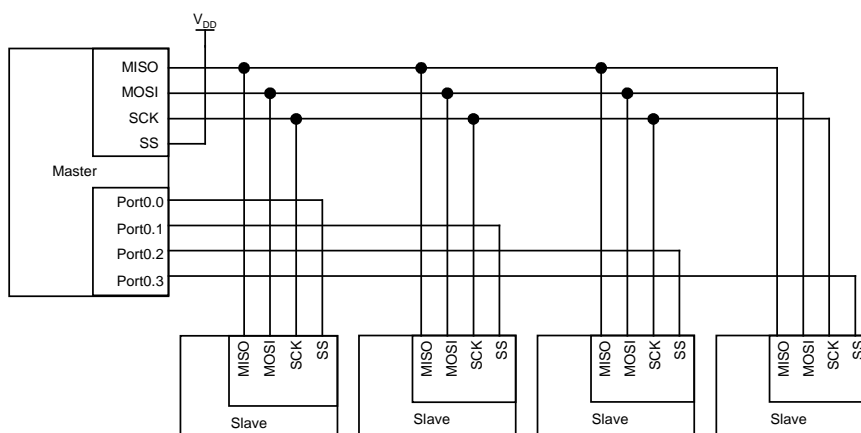 VDD
MISO
MOSI
SCK
SS
Master
Port0.0
Port0.1
Port0.2
Port0.3
MISO
MOSI
SCK
SS
Slave
MISO
MOSI
SCK
SS
Slave
MISO
MOSI
SCK
SS
Slave
MISO
MOSI
SCK
SS
Slave